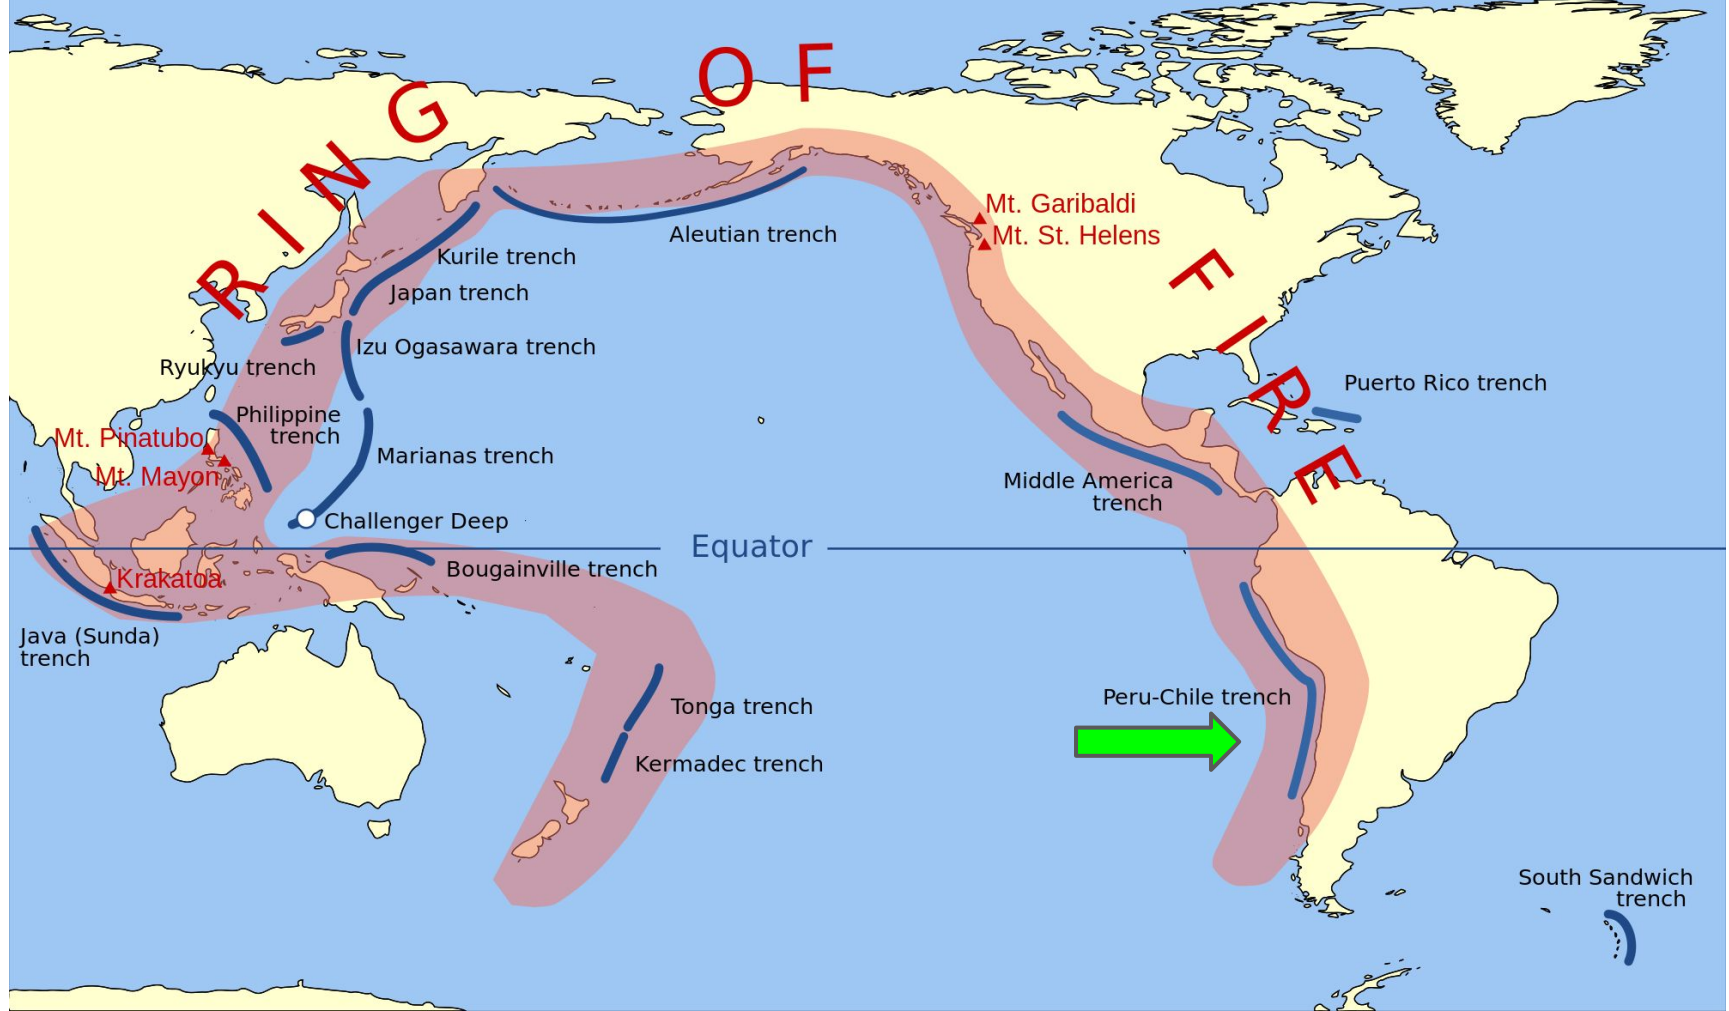 RING OF FIRE
Mt. Garibaldi
Mt. St. Helens
Aleutian trench
Kurile trench
Japan trench
Izu Ogasawara trench
Ryukyu trench
Puerto Rico trench
Philippine
trench
Mt. Pinatubo
Mt. Mayon
Marianas trench
Middle America
trench
Challenger Deep
Equator
Bougainville trench
Krakatoa
Java (Sunda)
trench
Peru-Chile trench
Tonga trench
Kermadec trench
South Sandwich
trench